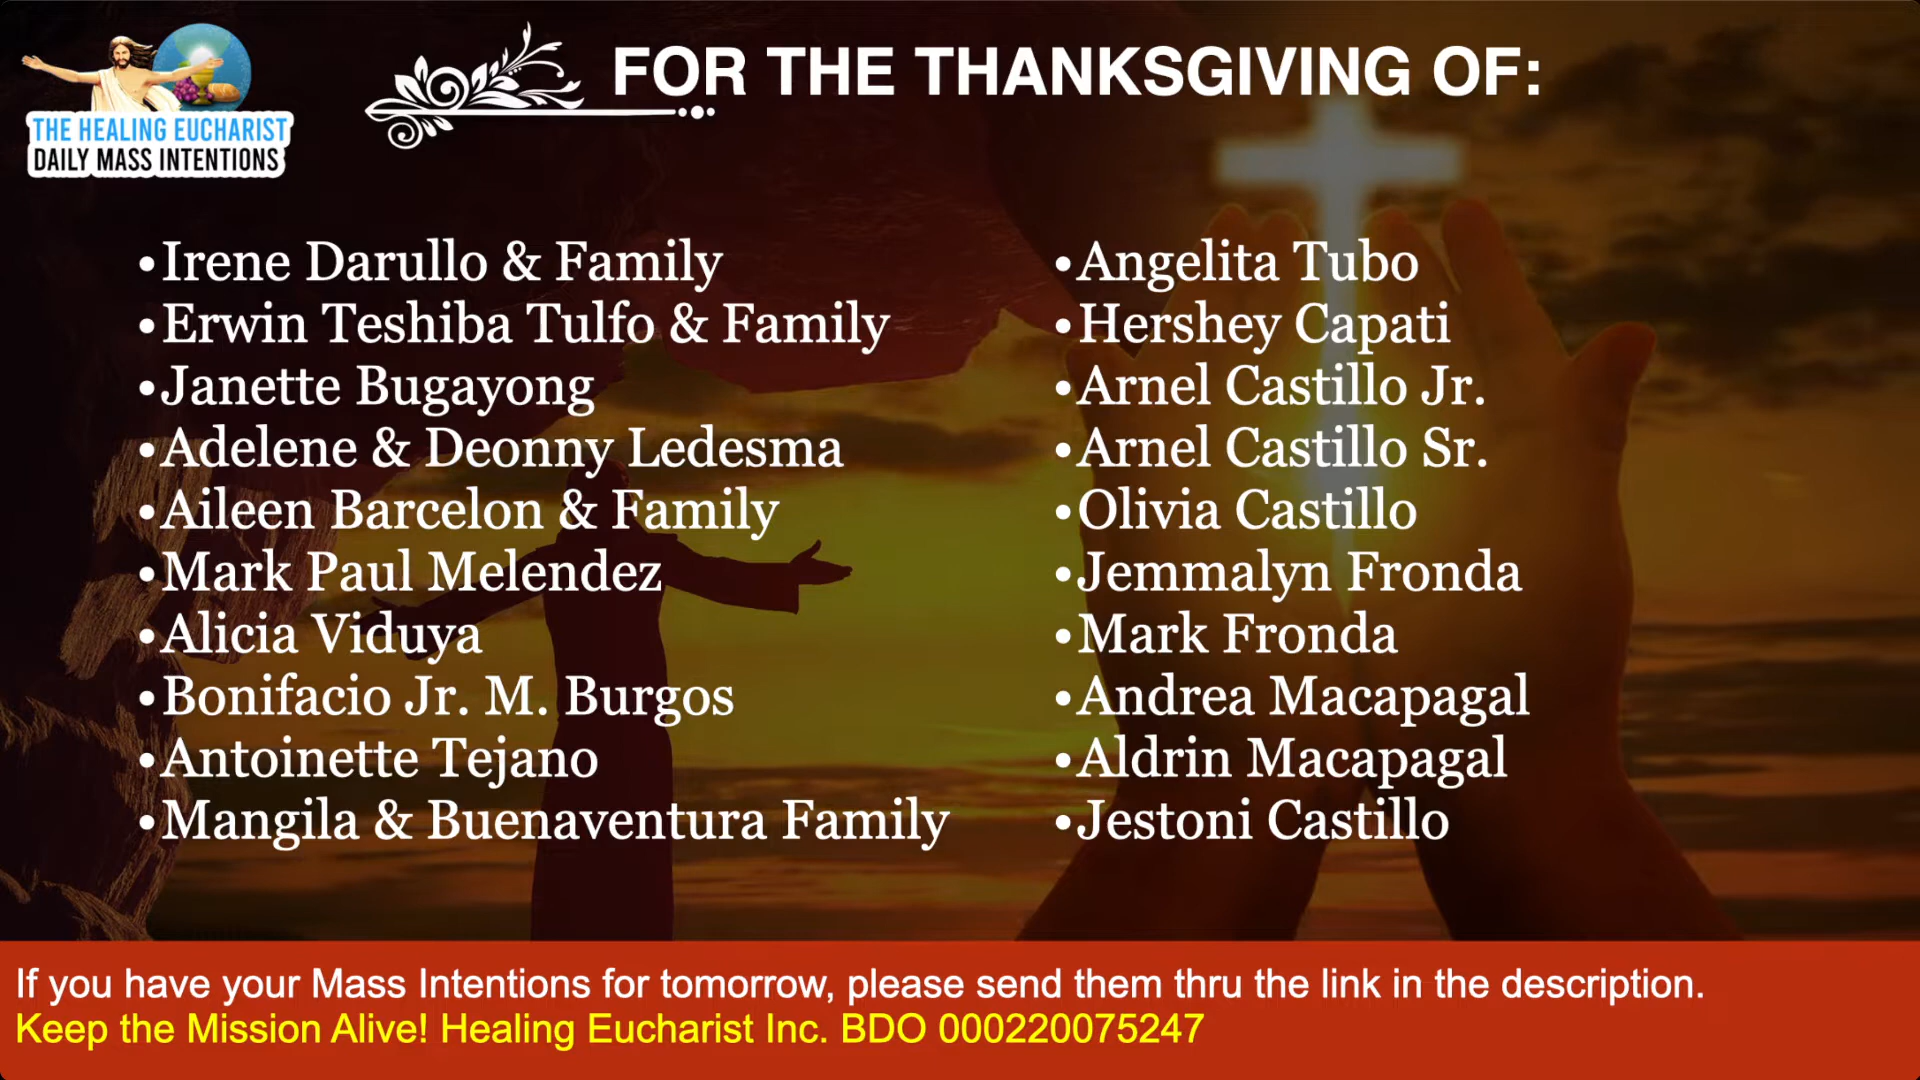 THE HEALING EUCHARIST
DAILY MASS INTENTIONS
FOR THE THANKSGIVING OF:
•Irene Darullo & Family
•Erwin Teshiba Tulfo & Family
•Janette Bugayong
•Adelene & Deonny Ledesma
•Aileen Barcelon & Family
•Mark Paul Melendez
•Alicia Viduya
•Bonifacio Jr. M. Burgos
•Antoinette Tejano
•Mangila & Buenaventura Family
•Angelita Tubo
•Hershey Capati
•Arnel Castillo Jr.
•Arnel Castillo Sr.
•Olivia Castillo
•Jemmalyn Fronda
•Mark Fronda
•Andrea Macapagal
•Aldrin Macapagal
•Jestoni Castillo
If you have your Mass Intentions for tomorrow, please send them thru the link in the description.
Keep the Mission Alive! Healing Eucharist Inc. BDO 000220075247